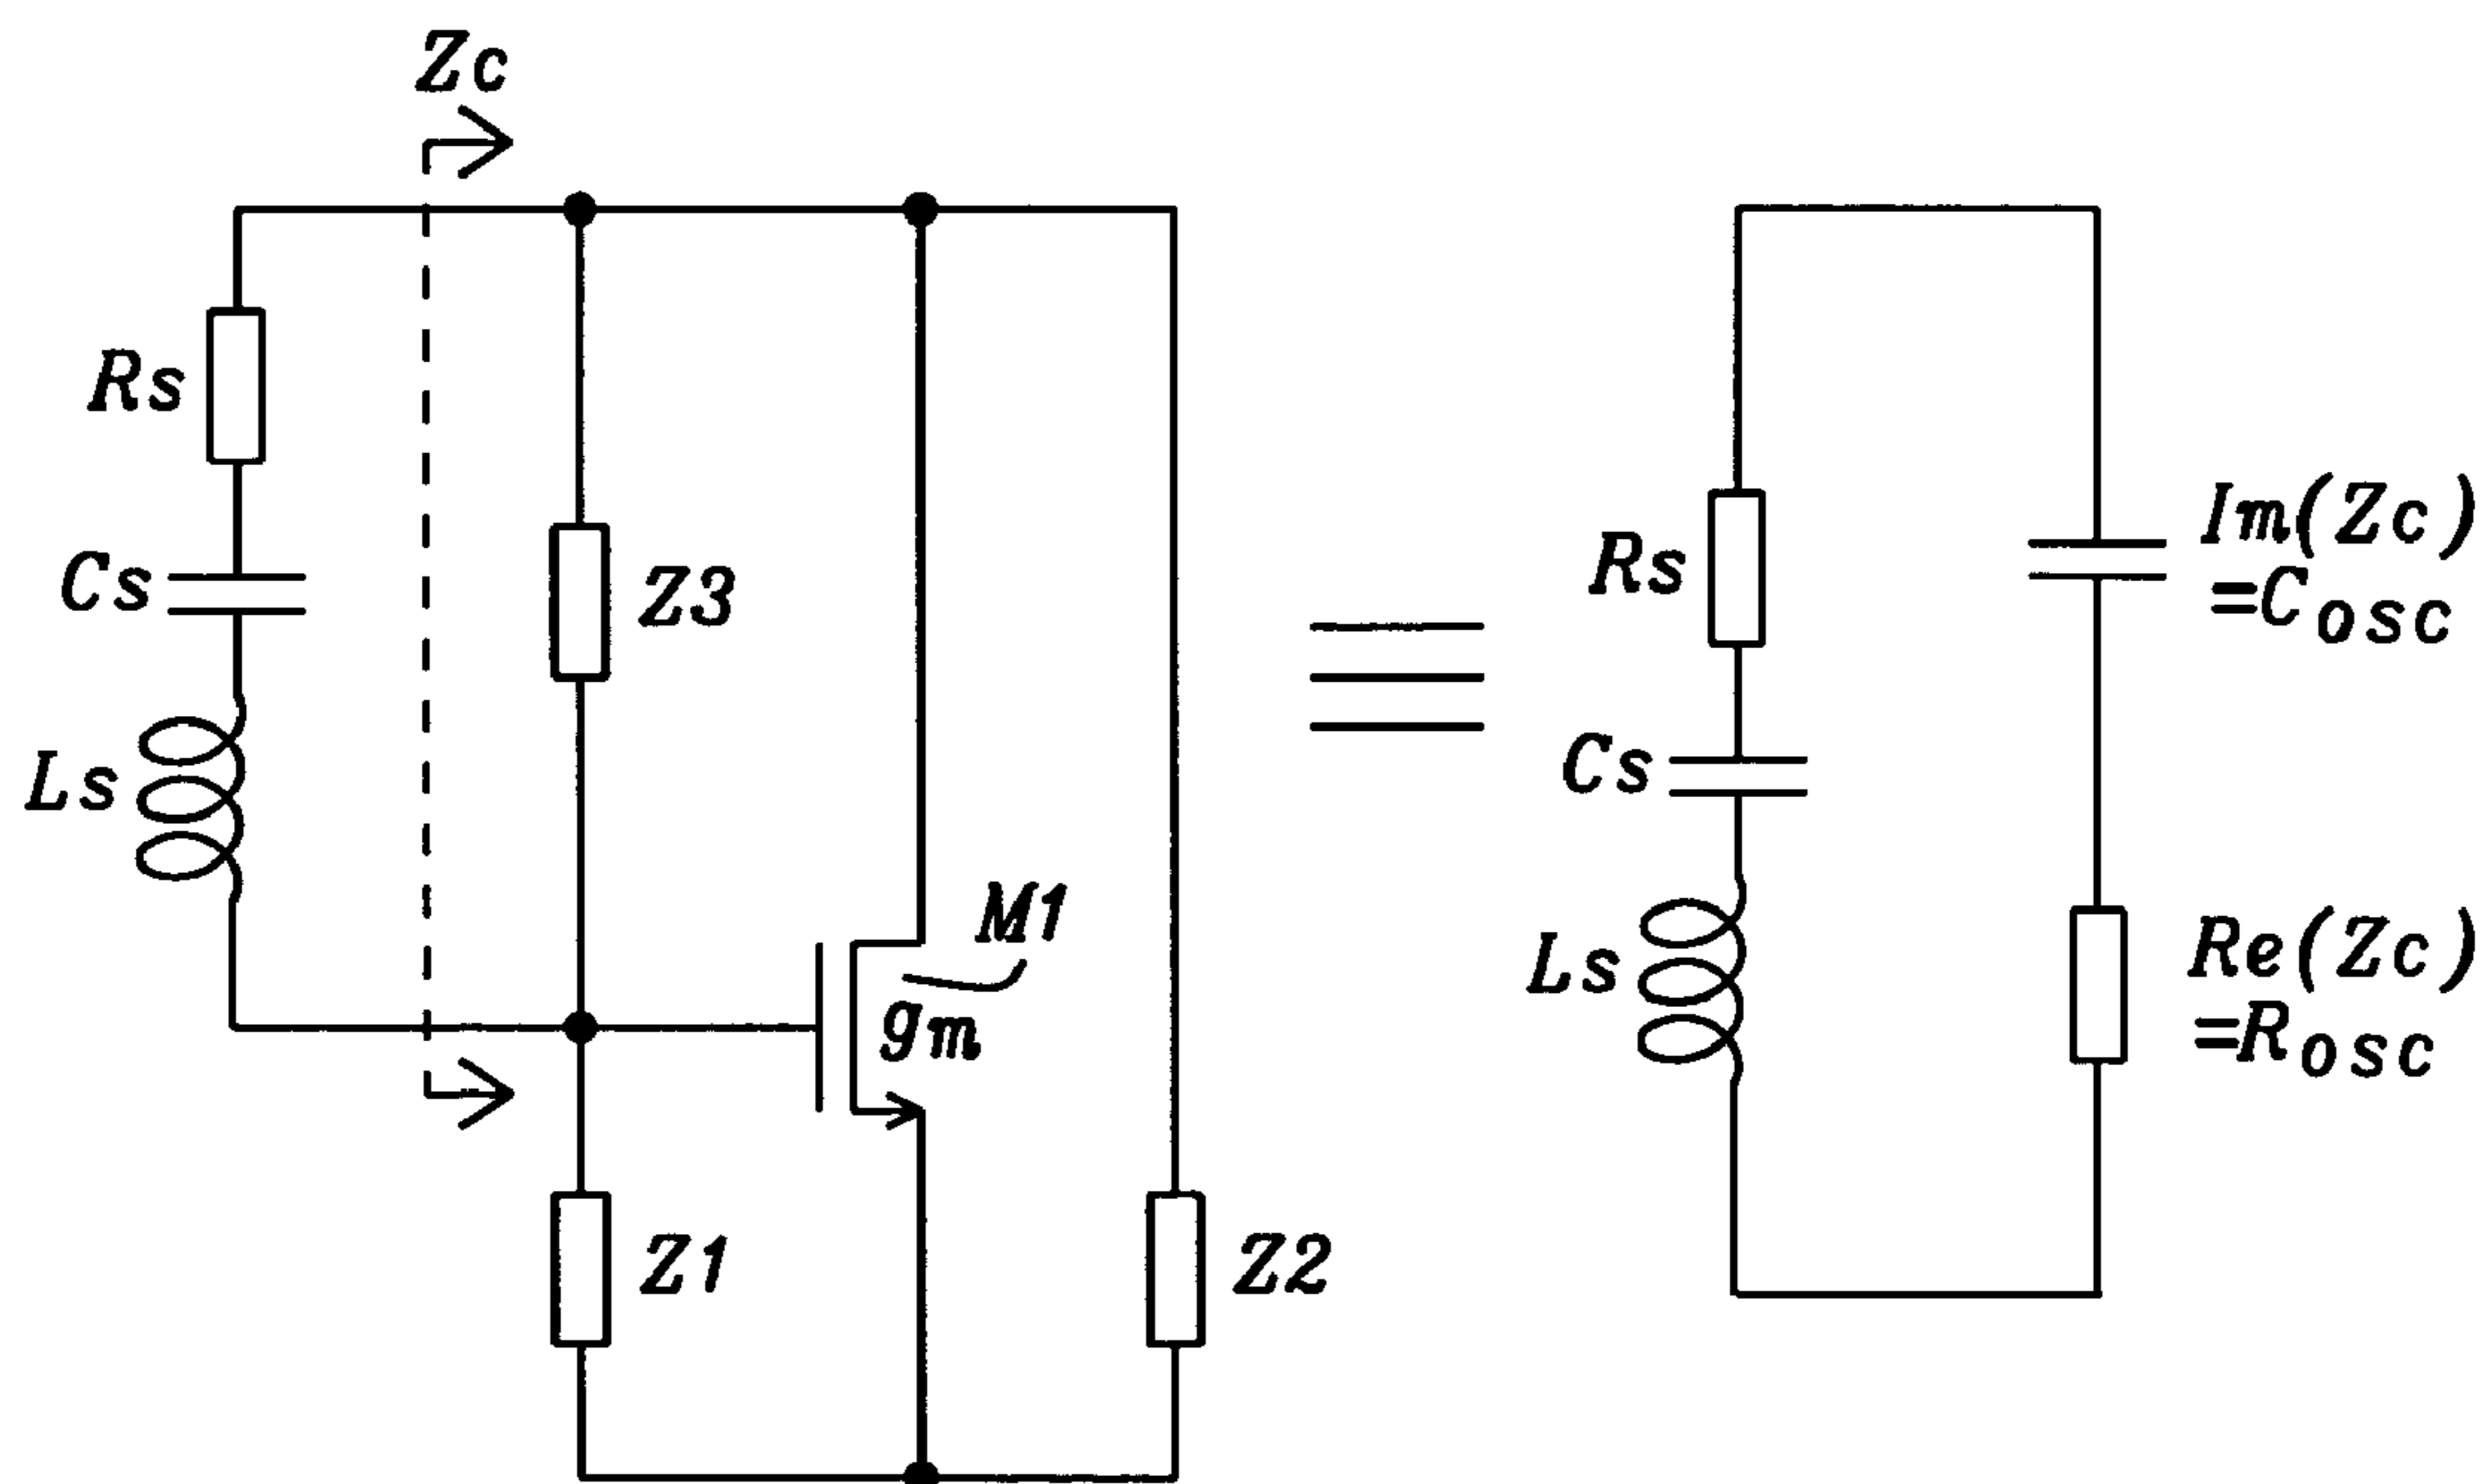 Zc
Rs
Cs
Ls
Z3
M1
gm
Z1
Z2
Rs
Cs
Ls
Im(Zc)
=Cosc
Re(Zc)
=Rosc